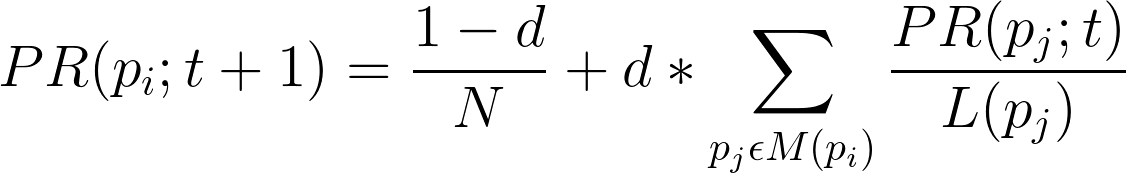 PR(p_i; t + 1) = \frac{1 - d}{N} + d * \sum_{p_j \epsilon M(p_i)} \frac{PR(p_j; t)}{L(p_j)}